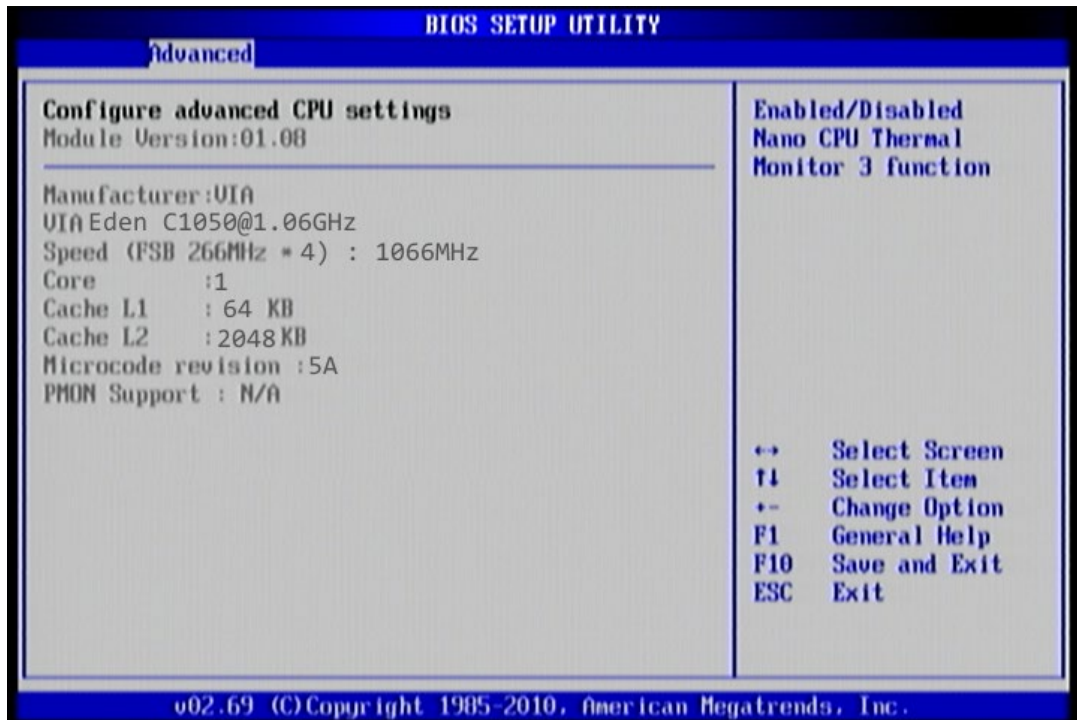 BIOS SETUP UTILITY
Advanced
Configure advanced CPU settings
Module Version:01.08
Manufacturer:VIA
VIA Eden C1050@1.06GHz
Speed (FSB 266MHz * 4) : 1066MHz
Core :1
Cache L1 : 64 KB
Cache L2 : 2048 KB
Microcode revision :5A
PMON Support : N/A
Enabled/Disabled
Nano CPU Thermal
Monitor 3 function
←→ Select Screen
↑↓ Select Item
+- Change Option
F1 General Help
F10 Save and Exit
ESC Exit
v02.69 (C)Copyright 1985-2010, American Megatrends, Inc.